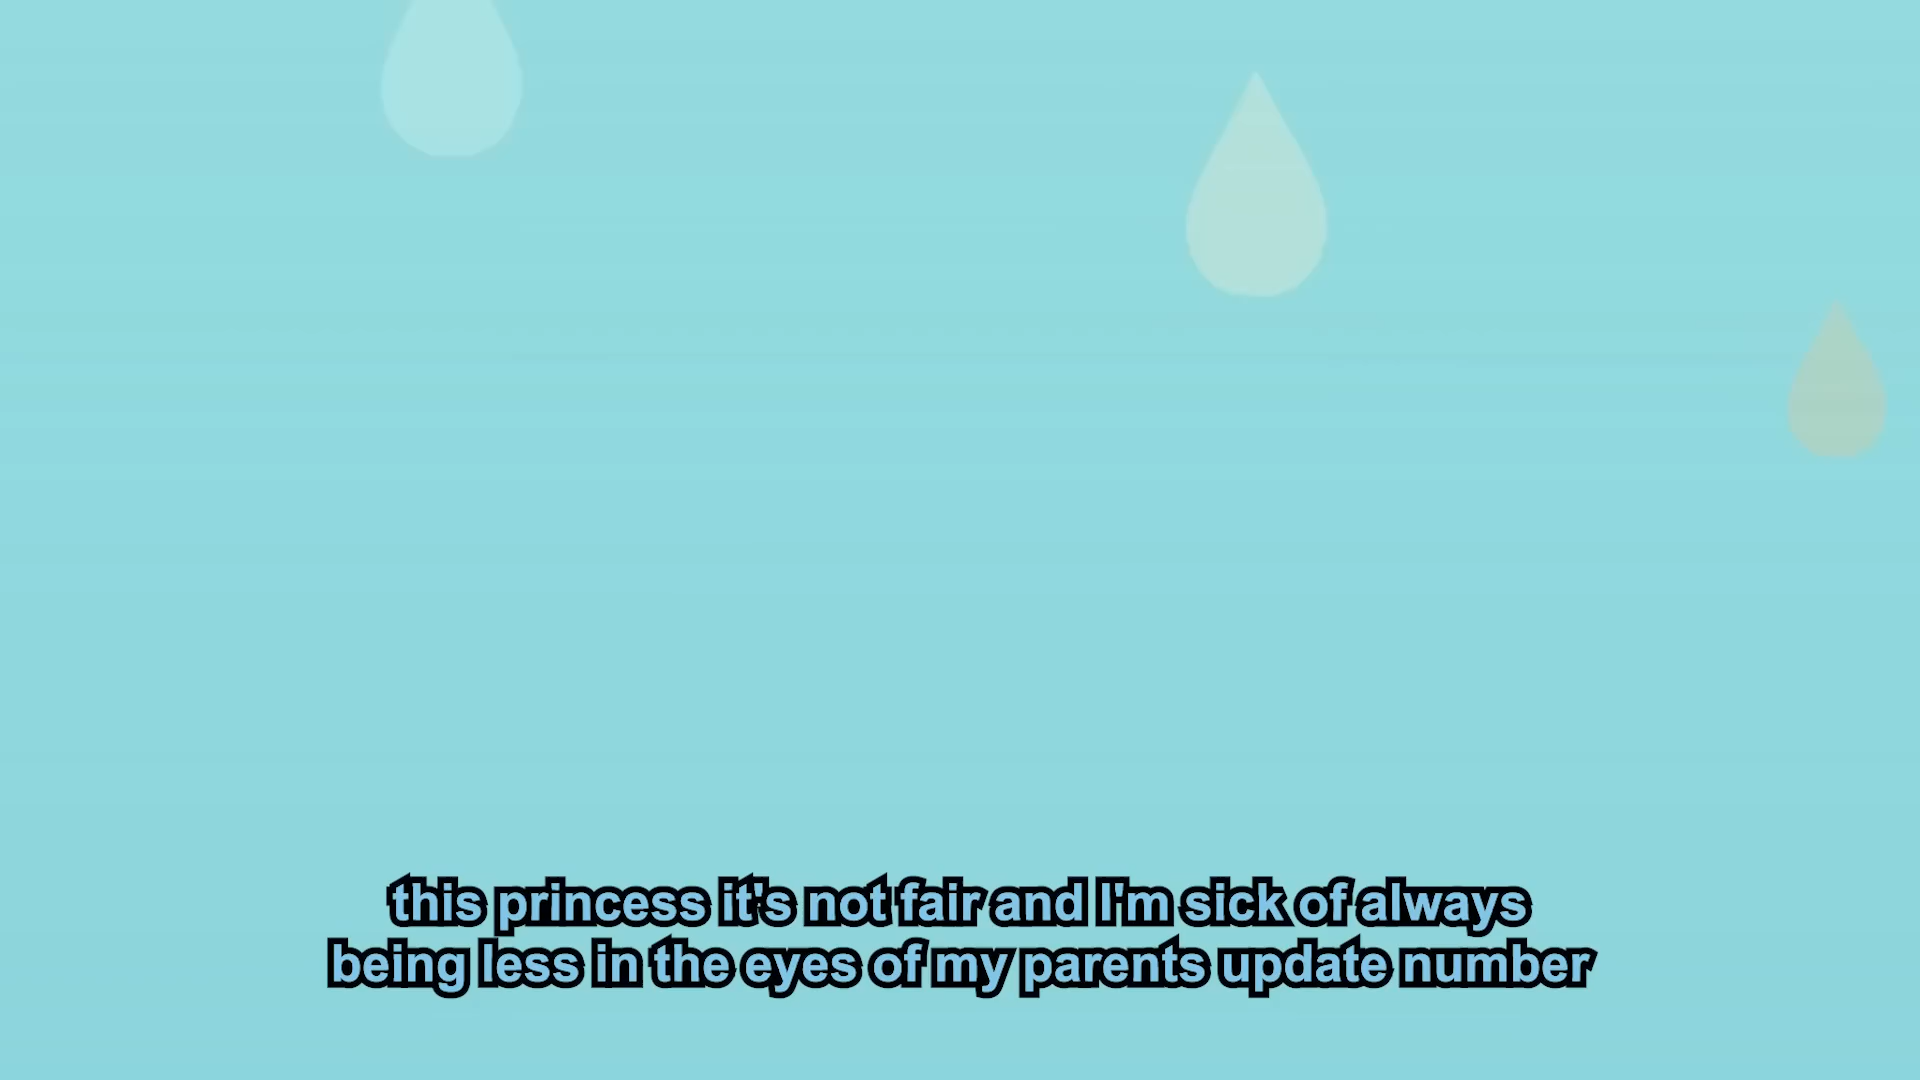 this princess it's not fair and I'm sick of always
being less in the eyes of my parents update number